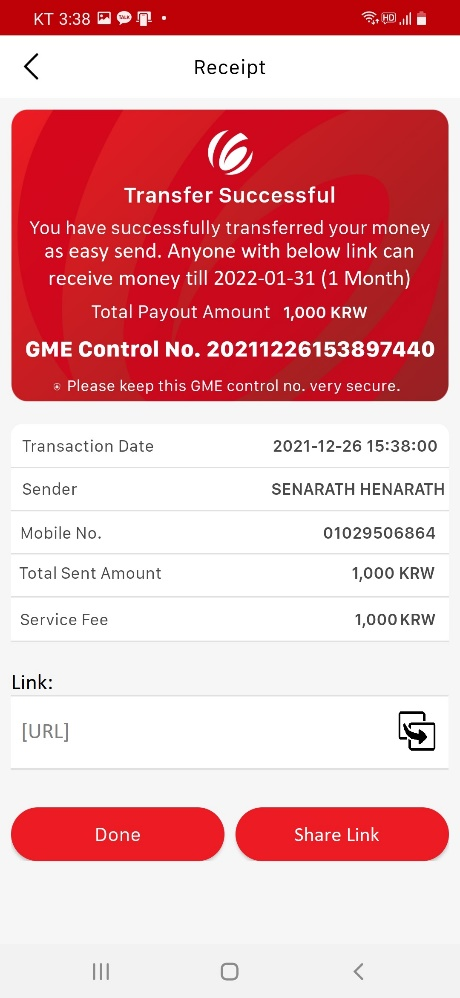 KT 3:38
Receipt
Transfer Successful
You have successfully transferred your money
as easy send. Anyone with below link can
receive money till 2022-01-31 (1 Month)
Total Payout Amount 1,000 KRW
GME Control No. 20211226153897440
Please keep this GME control no. very secure.
Transaction Date 2021-12-26 15:38:00
Sender SENARATH HENARATH
Mobile No. 01029506864
Total Sent Amount 1,000 KRW
Service Fee 1,000 KRW
Link:
[URL]
Done Share Link